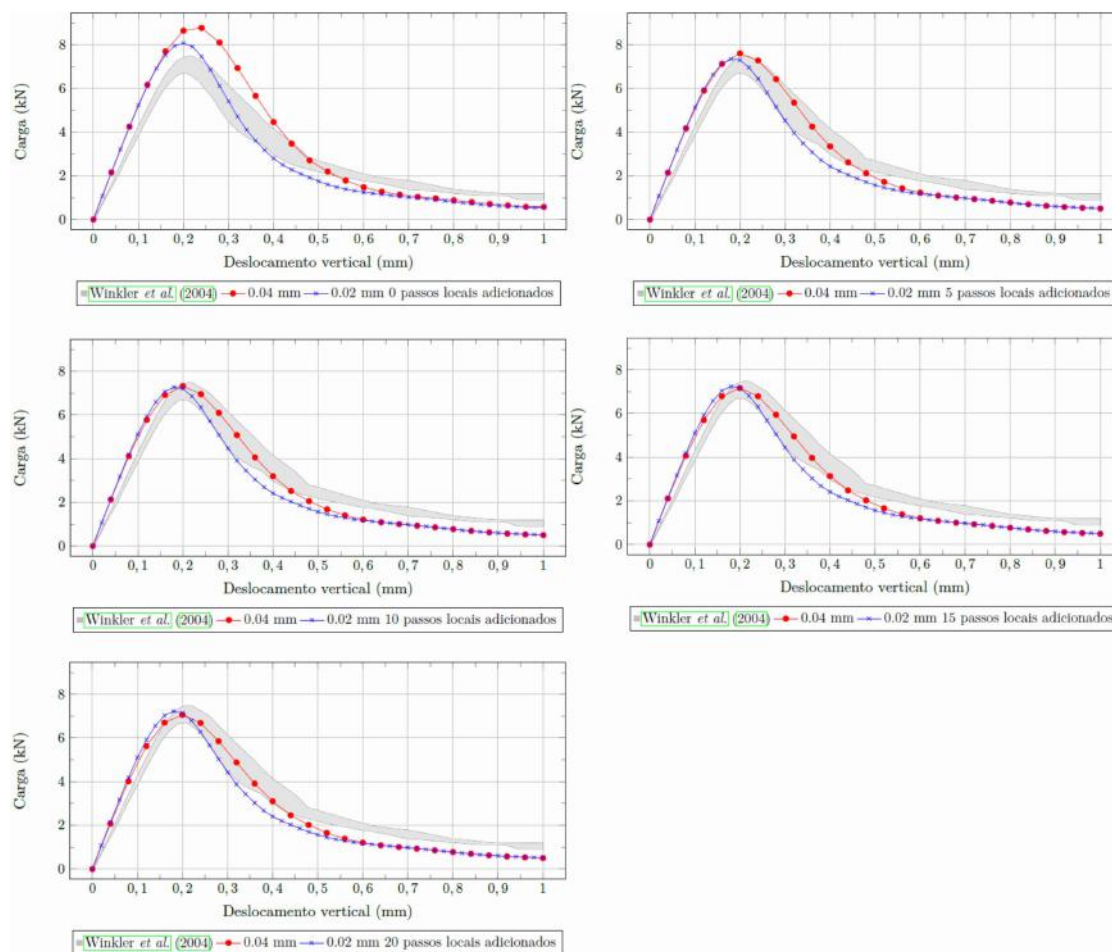 8
6
4
2
0
Carga (kN)
0 0,1 0,2 0,3 0,4 0,5 0,6 0,7 0,8 0,9 1
Deslocamento vertical (mm)
Winkler et al. (2004) 0.04 mm 0.02 mm 0 passos locais adicionados
8
6
4
2
0
Carga (kN)
0 0,1 0,2 0,3 0,4 0,5 0,6 0,7 0,8 0,9 1
Deslocamento vertical (mm)
Winkler et al. (2004) 0.04 mm 0.02 mm 5 passos locais adicionados
8
6
4
2
0
Carga (kN)
0 0,1 0,2 0,3 0,4 0,5 0,6 0,7 0,8 0,9 1
Deslocamento vertical (mm)
Winkler et al. (2004) 0.04 mm 0.02 mm 10 passos locais adicionados
8
6
4
2
0
Carga (kN)
0 0,1 0,2 0,3 0,4 0,5 0,6 0,7 0,8 0,9 1
Deslocamento vertical (mm)
Winkler et al. (2004) 0.04 mm 0.02 mm 15 passos locais adicionados
8
6
4
2
0
Carga (kN)
0 0,1 0,2 0,3 0,4 0,5 0,6 0,7 0,8 0,9 1
Deslocamento vertical (mm)
Winkler et al. (2004) 0.04 mm 0.02 mm 20 passos locais adicionados